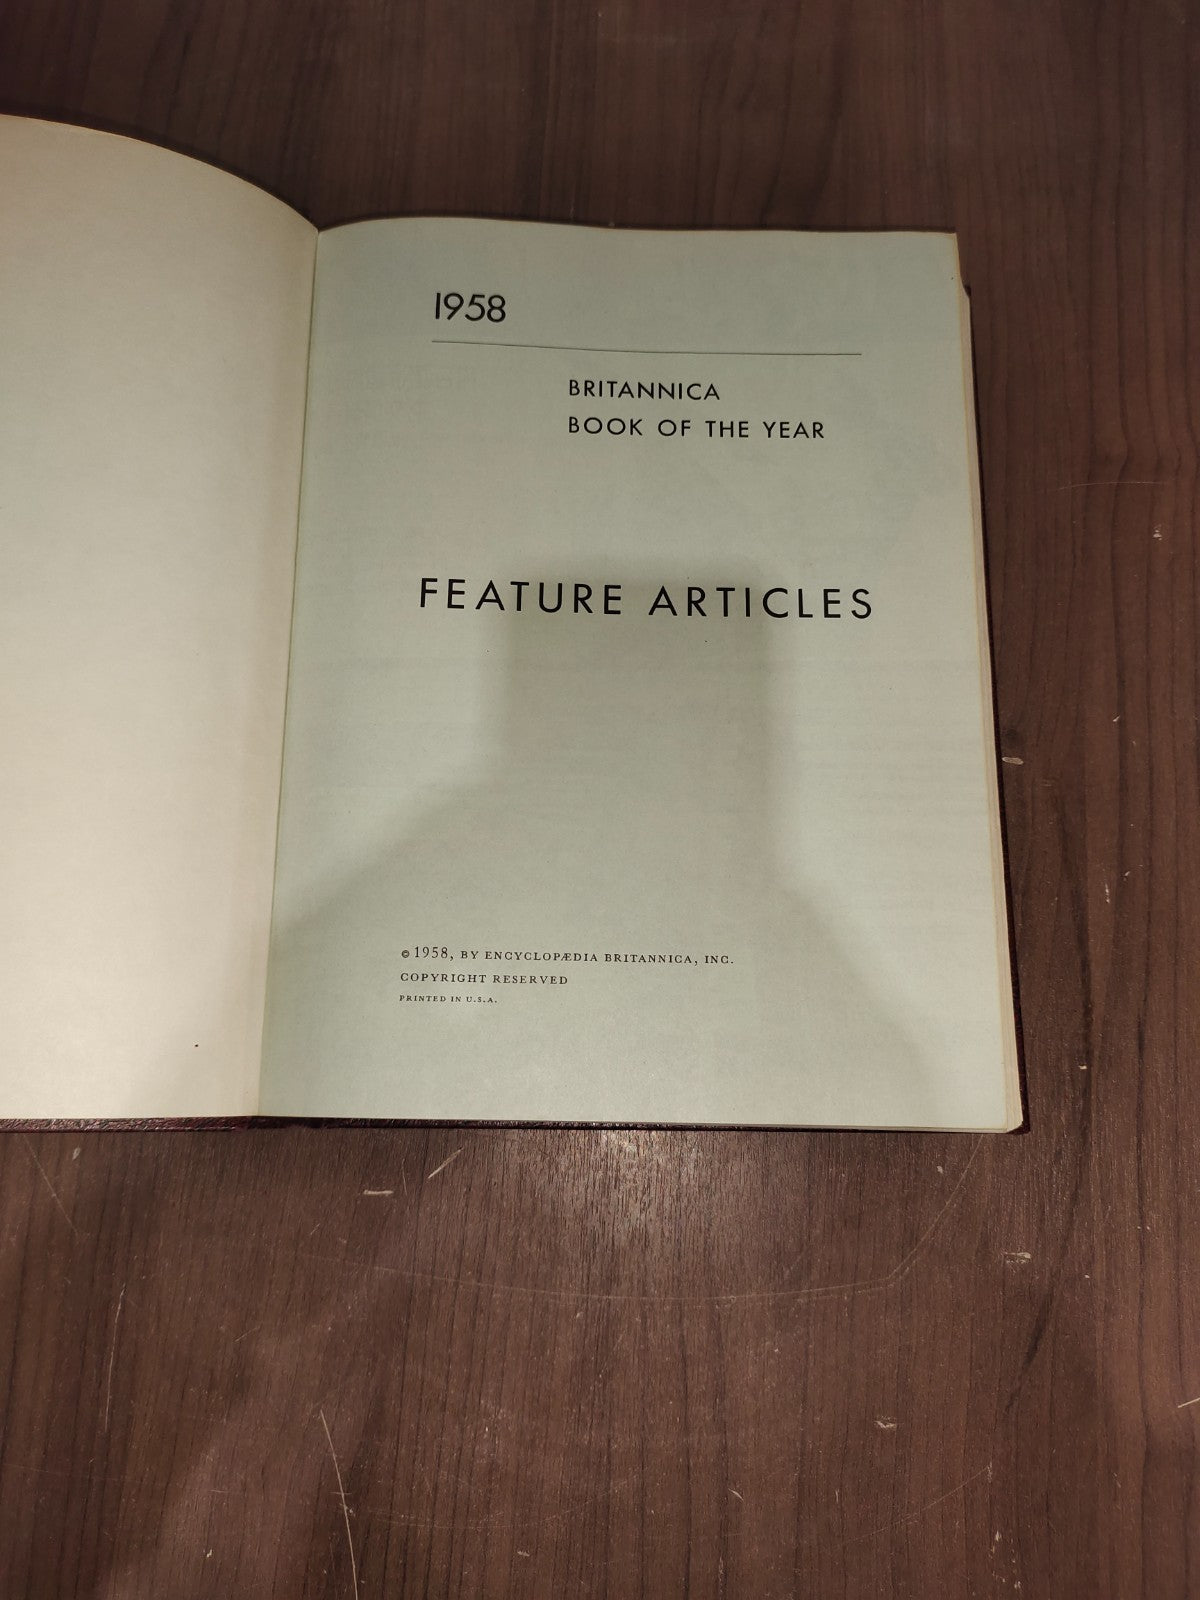 1958
BRITANNICA
BOOK OF THE YEAR
FEATURE ARTICLES
© 1958, BY ENCYCLOPÆDIA BRITANNICA, INC.
COPYRIGHT RESERVED
PRINTED IN U.S.A.